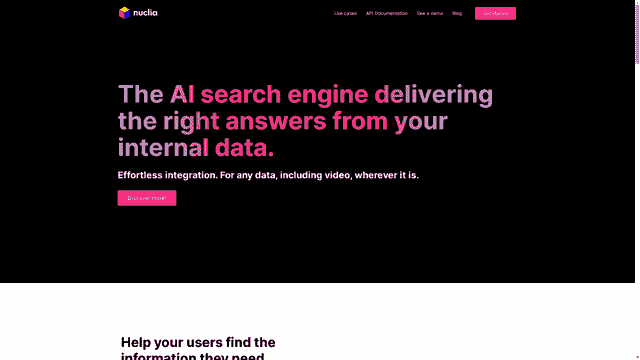 nuclia
Use cases API Documentation See a demo Blog
The AI search engine delivering
the right answers from your
internal data.
Effortless integration. For any data, including video, wherever it is.
Discover more!
Help your users find the
information they need